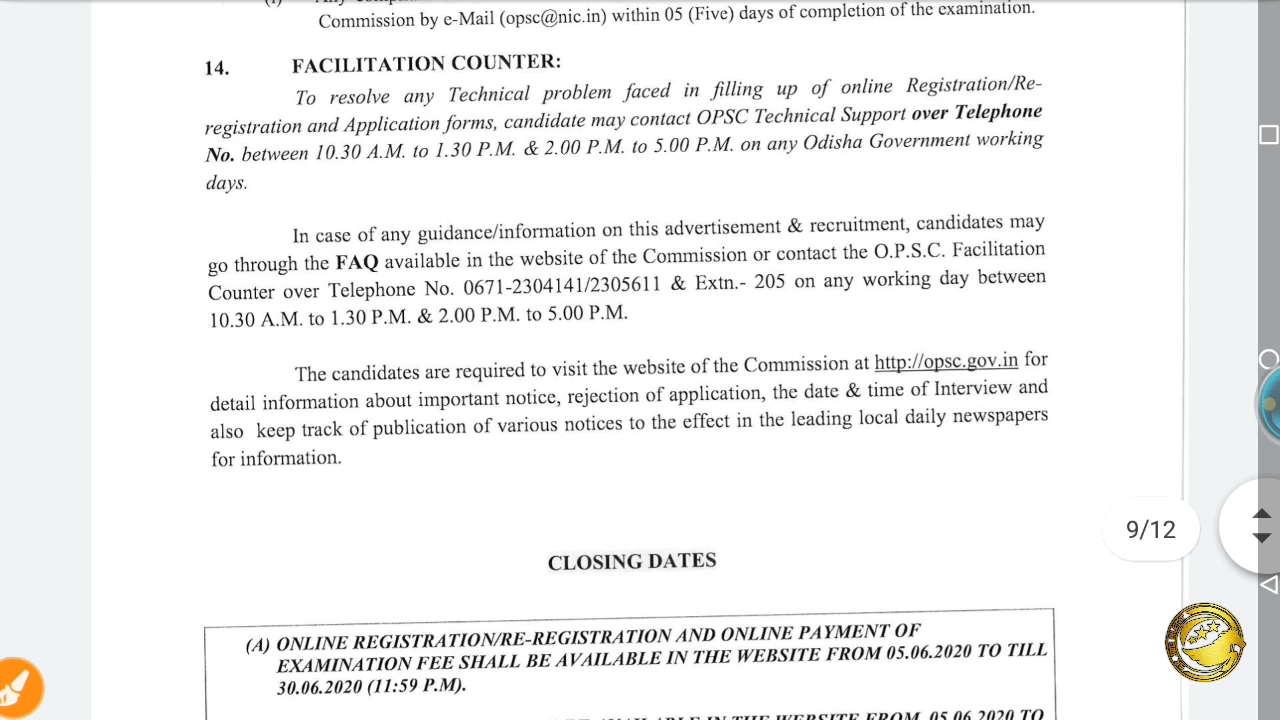 Commission by e-Mail (opsc@nic.in) within 05 (Five) days of completion of the examination.
14. FACILITATION COUNTER:
To resolve any Technical problem faced in filling up of online Registration/Re-
registration and Application forms, candidate may contact OPSC Technical Support over Telephone
No. between 10.30 A.M. to 1.30 P.M. & 2.00 P.M. to 5.00 P.M. on any Odisha Government working
days.
In case of any guidance/information on this advertisement & recruitment, candidates may
go through the FAQ available in the website of the Commission or contact the O.P.S.C. Facilitation
Counter over Telephone No. 0671-2304141/2305611 & Extn.- 205 on any working day between
10.30 A.M. to 1.30 P.M. & 2.00 P.M. to 5.00 P.M.
The candidates are required to visit the website of the Commission at http://opsc.gov.in for
detail information about important notice, rejection of application, the date & time of Interview and
also keep track of publication of various notices to the effect in the leading local daily newspapers
for information.
9/12
CLOSING DATES
(A) ONLINE REGISTRATION/RE-REGISTRATION AND ONLINE PAYMENT OF
EXAMINATION FEE SHALL BE AVAILABLE IN THE WEBSITE FROM 05.06.2020 TO TILL
30.06.2020 (11:59 P.M).
IN THE WEBSITE FROM 05.06.2020 TO